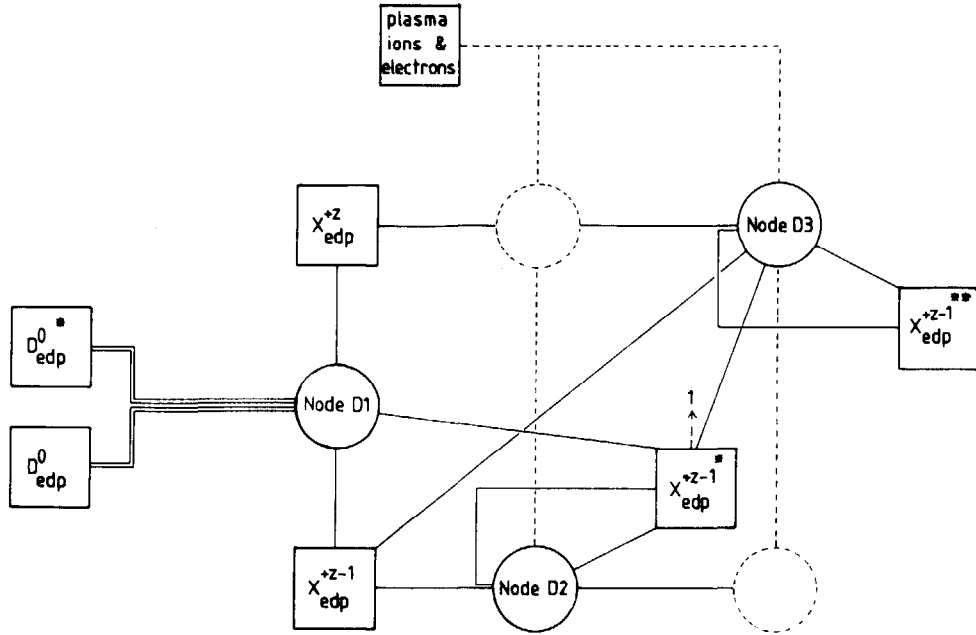 plasma
ions &
electrons
X+z
edp
Node D3
X+z-1**
edp
D0*
edp
Node D1
1
D0
edp
X+z-1*
edp
X+z-1
edp
Node D2